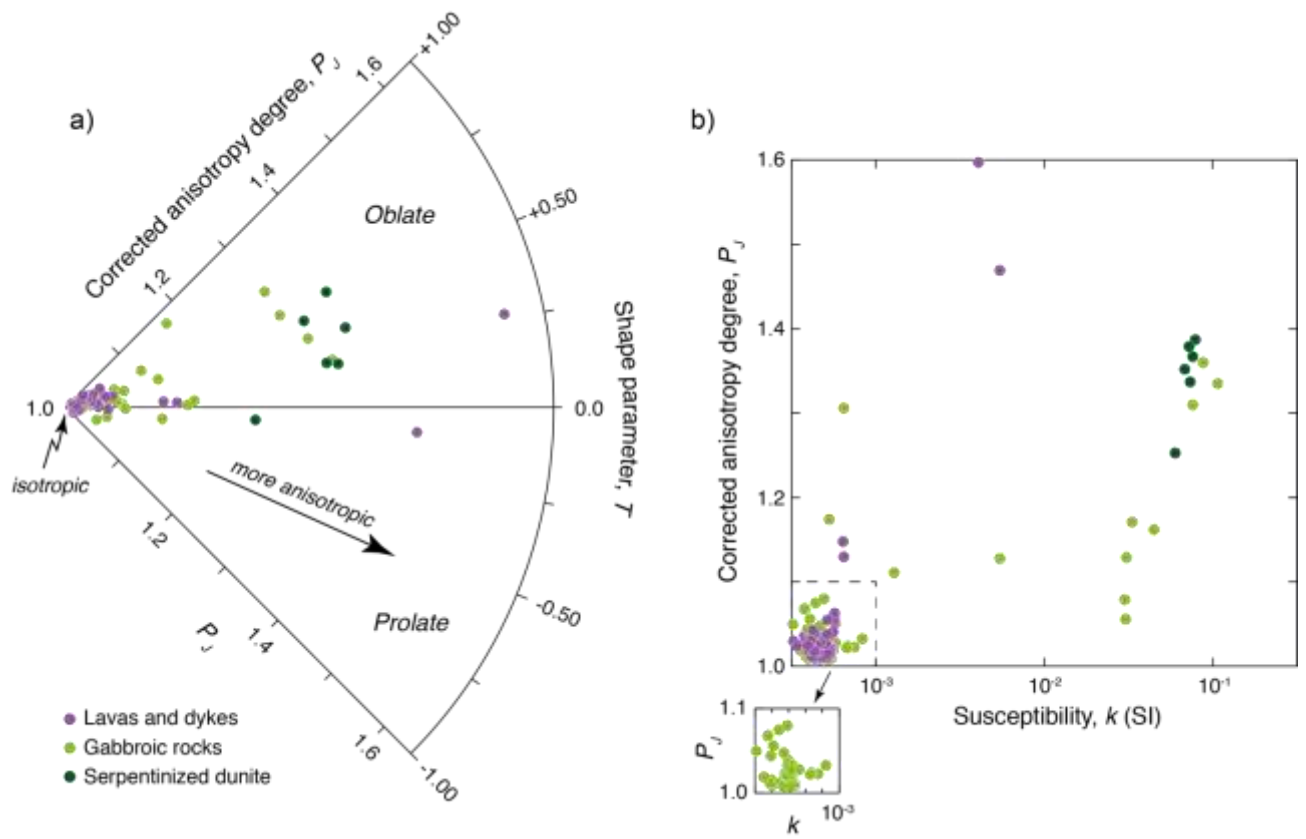 a)
Corrected anisotropy degree, PJ
1.0
1.2
1.4
1.6
+1.00
+0.50
0.0
-0.50
-1.00
Shape parameter, T
Oblate
Prolate
isotropic
more anisotropic
1.2
1.4
1.6
PJ
Lavas and dykes
Gabbroic rocks
Serpentinized dunite
b)
Corrected anisotropy degree, PJ
1.6
1.4
1.2
1.0
10-3
10-2
10-1
Susceptibility, k (SI)
PJ
1.1
1.0
10-3
k